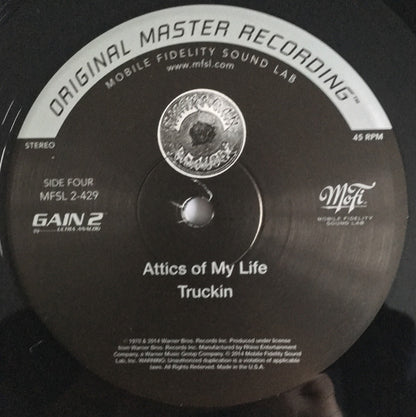 ORIGINAL MASTER RECORDING™
MOBILE FIDELITY SOUND LAB
www.mfsl.com
STEREO
45 RPM
SIDE FOUR
MFSL 2-429
GAIN 2
ULTRA ANALOG
MoFi
MOBILE FIDELITY
SOUND LAB
Attics of My Life
Truckin
℗ 1970 & 2014 Warner Bros. Records Inc. Produced under license
from Warner Bros. Records Inc. Manufactured by Rhino Entertainment
Company, a Warner Music Group Company. © 2014 Mobile Fidelity Sound
Lab, Inc. WARNING: Unauthorized duplication is a violation of applicable
laws. All Rights Reserved. Made in the U.S.A.